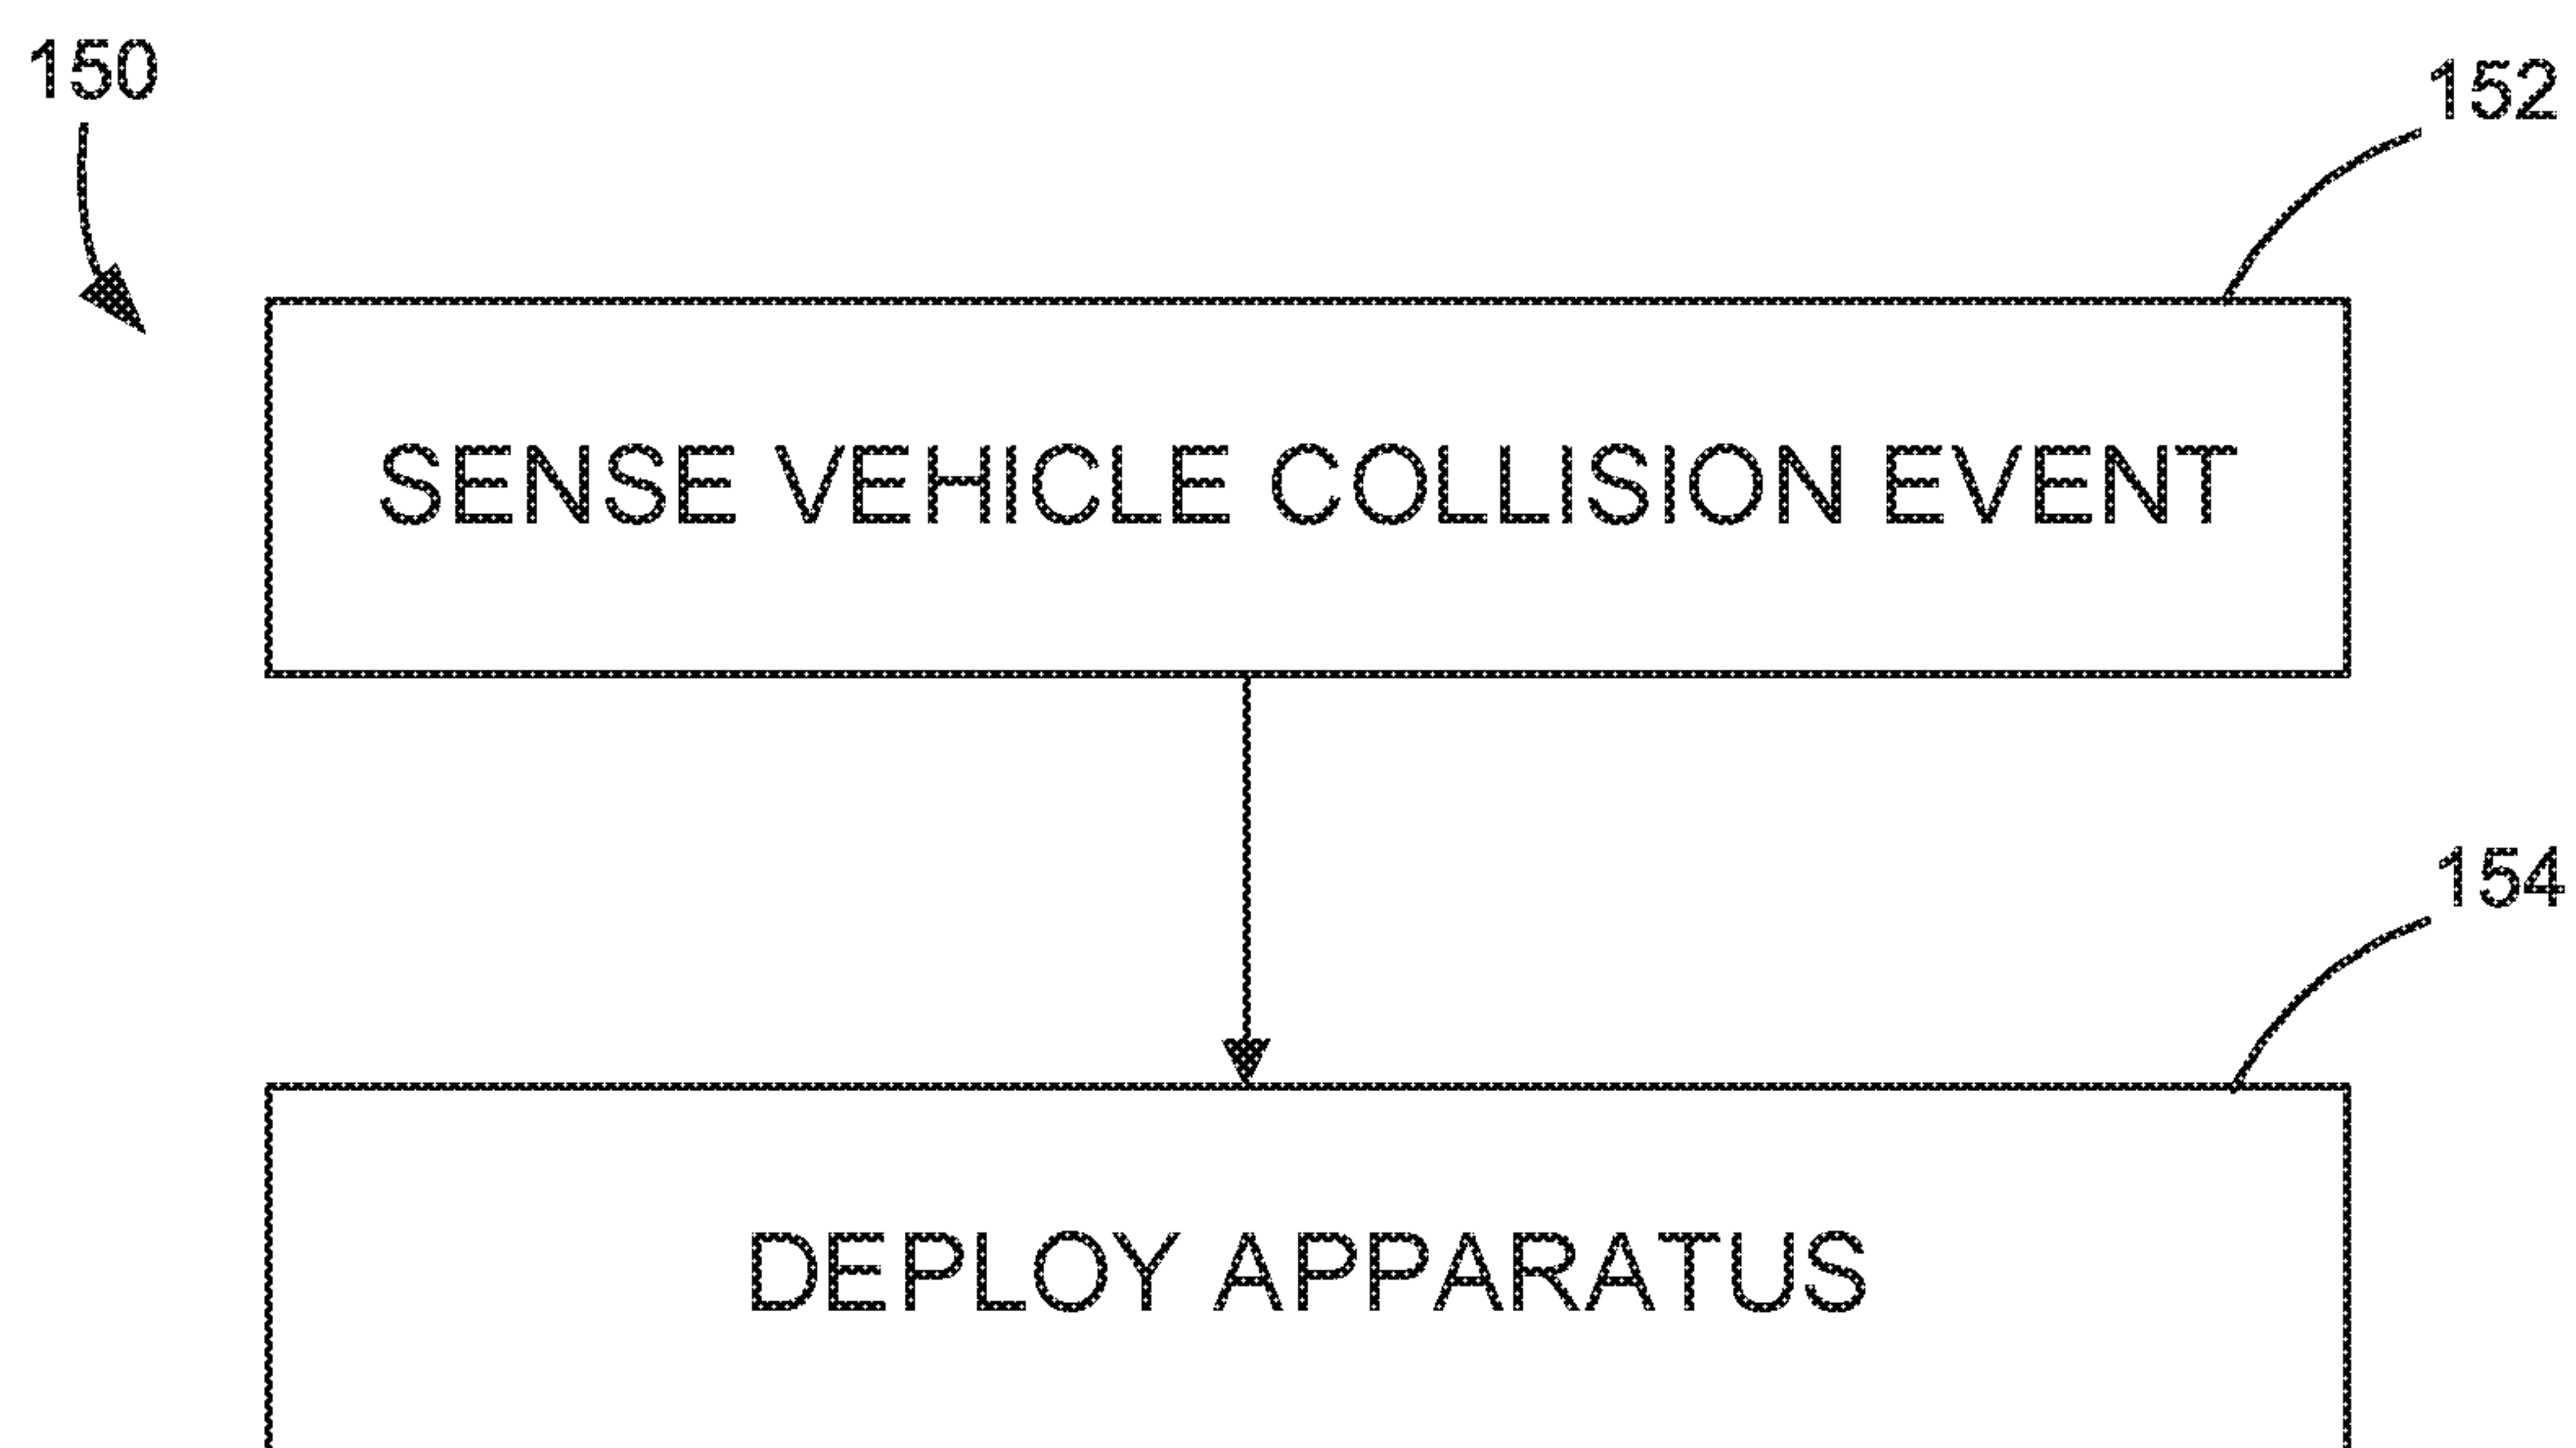 150
152
SENSE VEHICLE COLLISION EVENT
154
DEPLOY APPARATUS